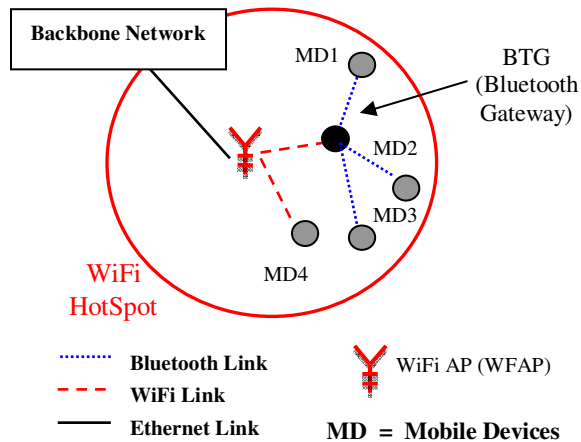 Backbone Network
MD1
BTG
(Bluetooth
Gateway)
MD2
MD3
MD4
WiFi
HotSpot
Bluetooth Link
WiFi Link
Ethernet Link
WiFi AP (WFAP)
MD = Mobile Devices